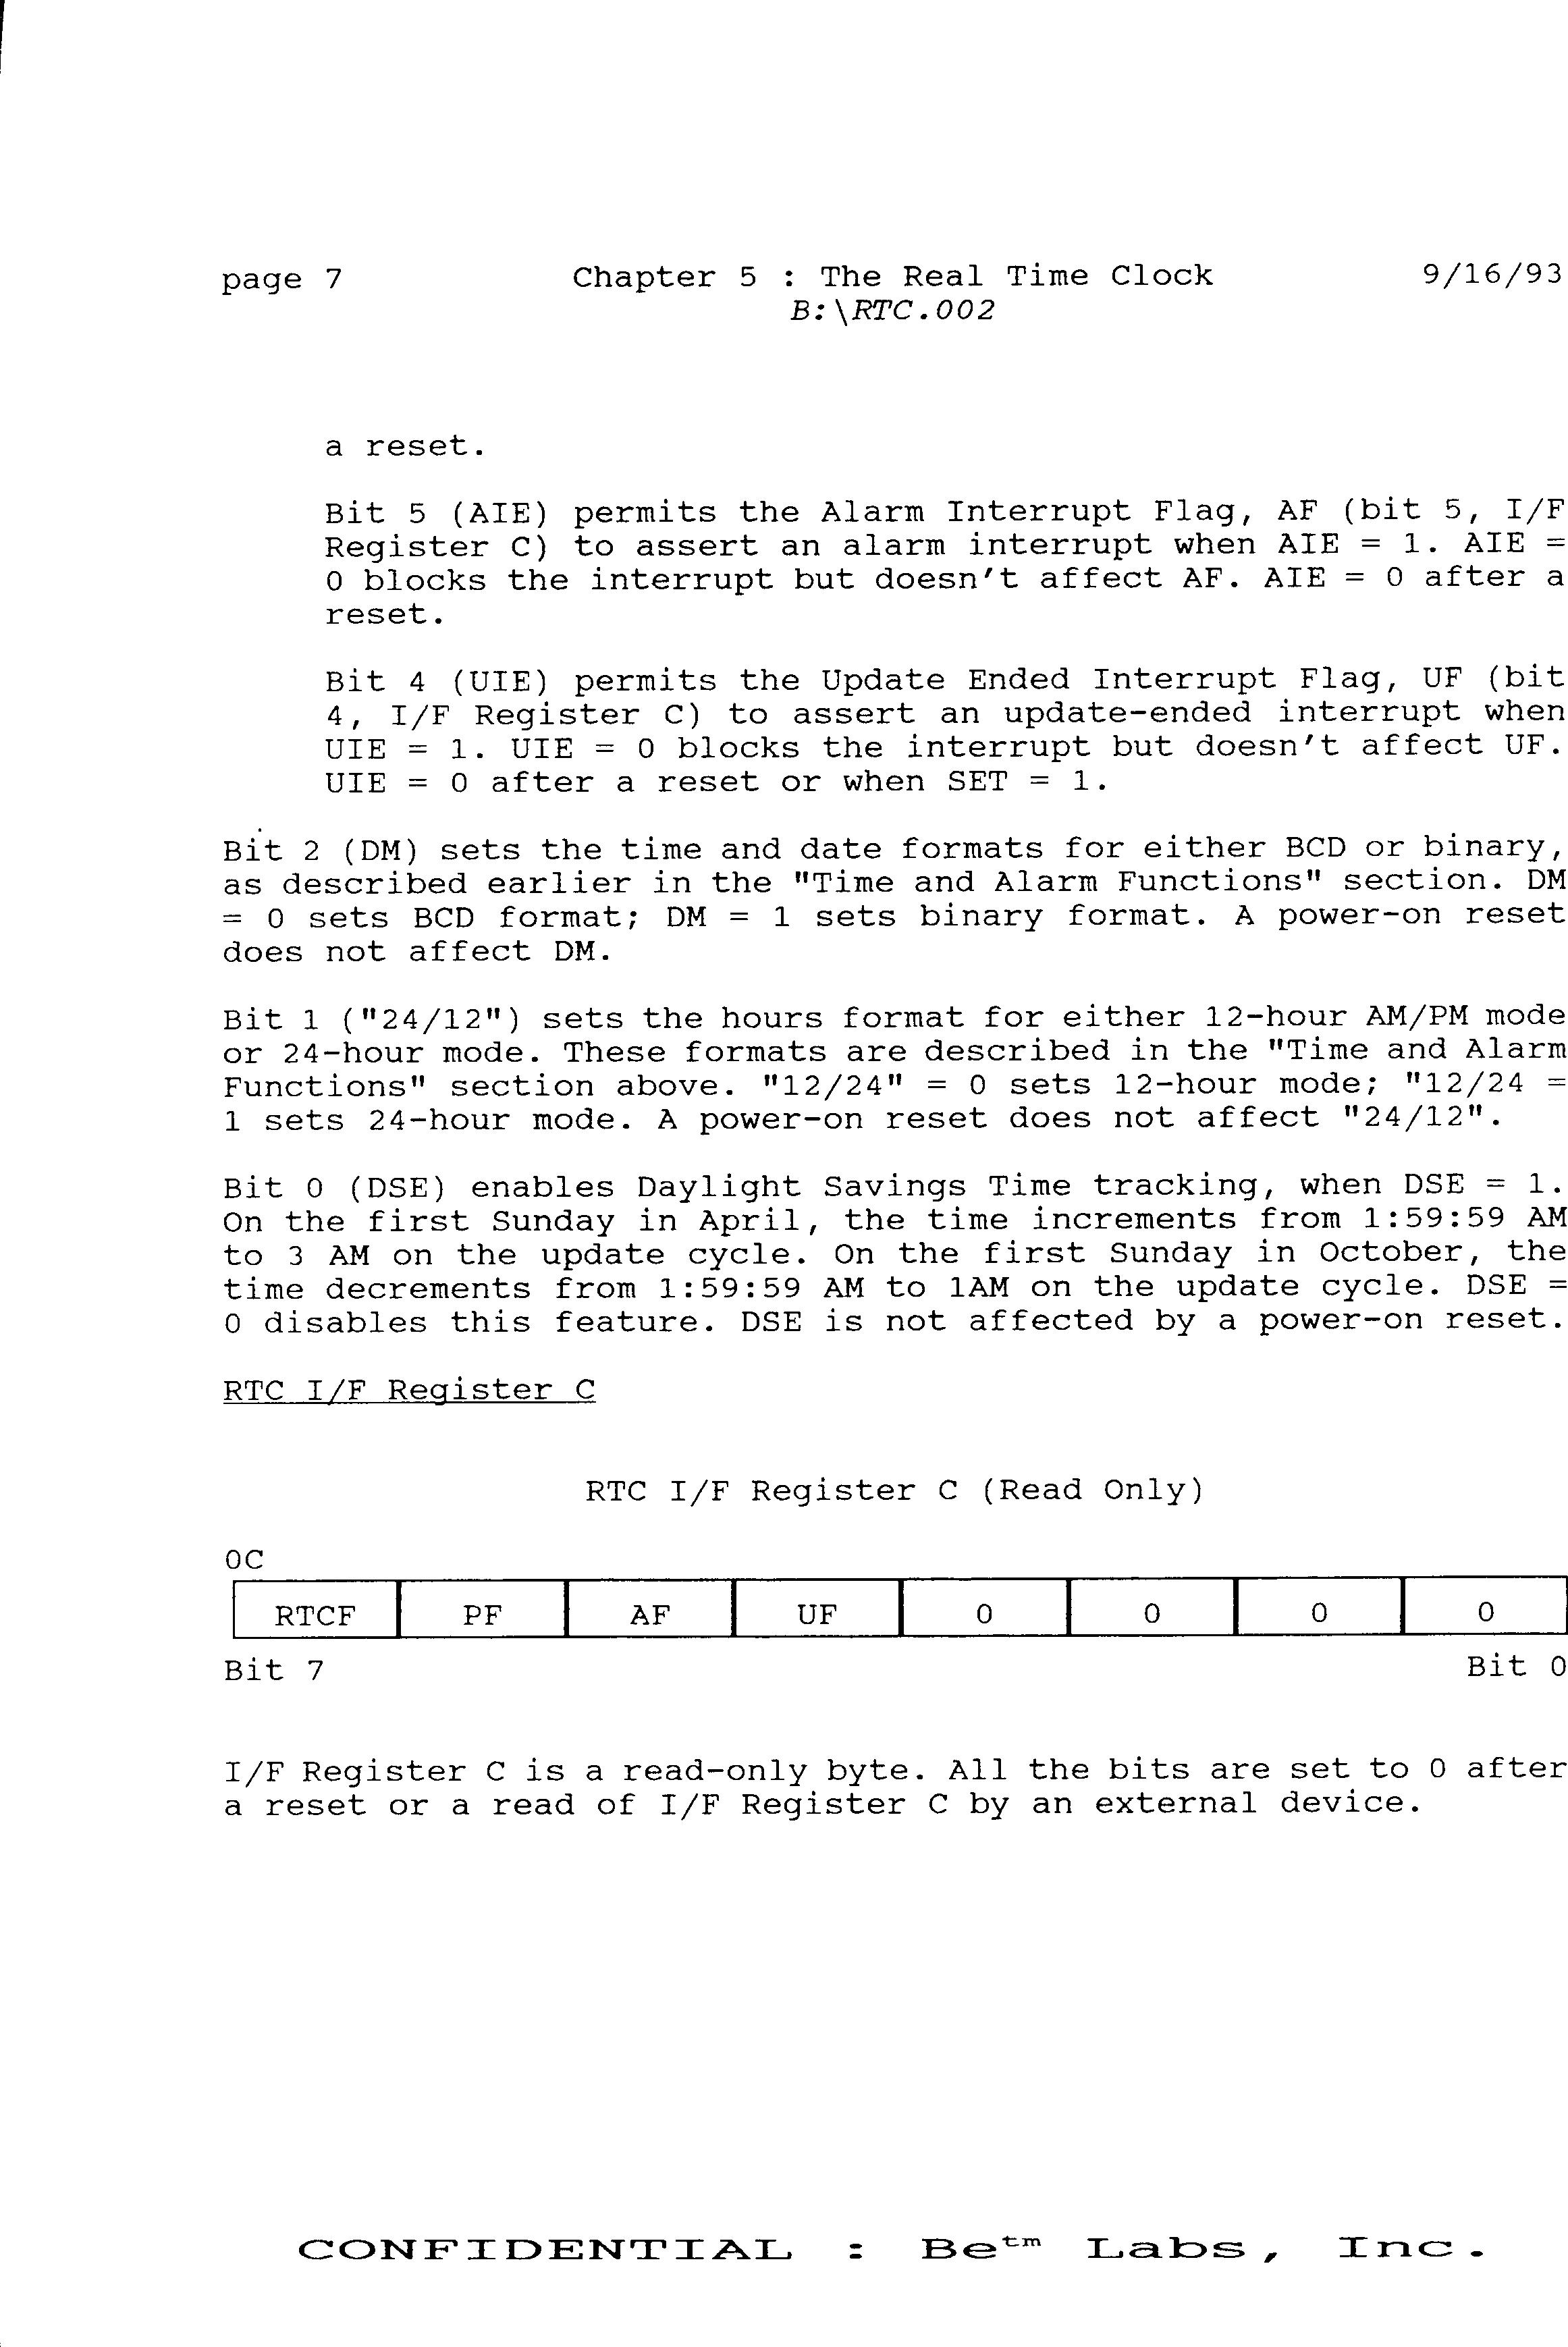 page 7 Chapter 5 : The Real Time Clock 9/16/93
B:\RTC.002
a reset.
Bit 5 (AIE) permits the Alarm Interrupt Flag, AF (bit 5, I/F
Register C) to assert an alarm interrupt when AIE = 1. AIE =
0 blocks the interrupt but doesn't affect AF. AIE = 0 after a
reset.
Bit 4 (UIE) permits the Update Ended Interrupt Flag, UF (bit
4, I/F Register C) to assert an update-ended interrupt when
UIE = 1. UIE = 0 blocks the interrupt but doesn't affect UF.
UIE = 0 after a reset or when SET = 1.
Bit 2 (DM) sets the time and date formats for either BCD or binary,
as described earlier in the "Time and Alarm Functions" section. DM
= 0 sets BCD format; DM = 1 sets binary format. A power-on reset
does not affect DM.
Bit 1 ("24/12") sets the hours format for either 12-hour AM/PM mode
or 24-hour mode. These formats are described in the "Time and Alarm
Functions" section above. "12/24" = 0 sets 12-hour mode; "12/24 =
1 sets 24-hour mode. A power-on reset does not affect "24/12".
Bit 0 (DSE) enables Daylight Savings Time tracking, when DSE = 1.
On the first Sunday in April, the time increments from 1:59:59 AM
to 3 AM on the update cycle. On the first Sunday in October, the
time decrements from 1:59:59 AM to 1AM on the update cycle. DSE =
0 disables this feature. DSE is not affected by a power-on reset.
RTC I/F Register C
RTC I/F Register C (Read Only)
0C
RTCF PF AF UF 0 0 0 0
Bit 7 Bit 0
I/F Register C is a read-only byte. All the bits are set to 0 after
a reset or a read of I/F Register C by an external device.
CONFIDENTIAL : Be™ Labs, Inc.